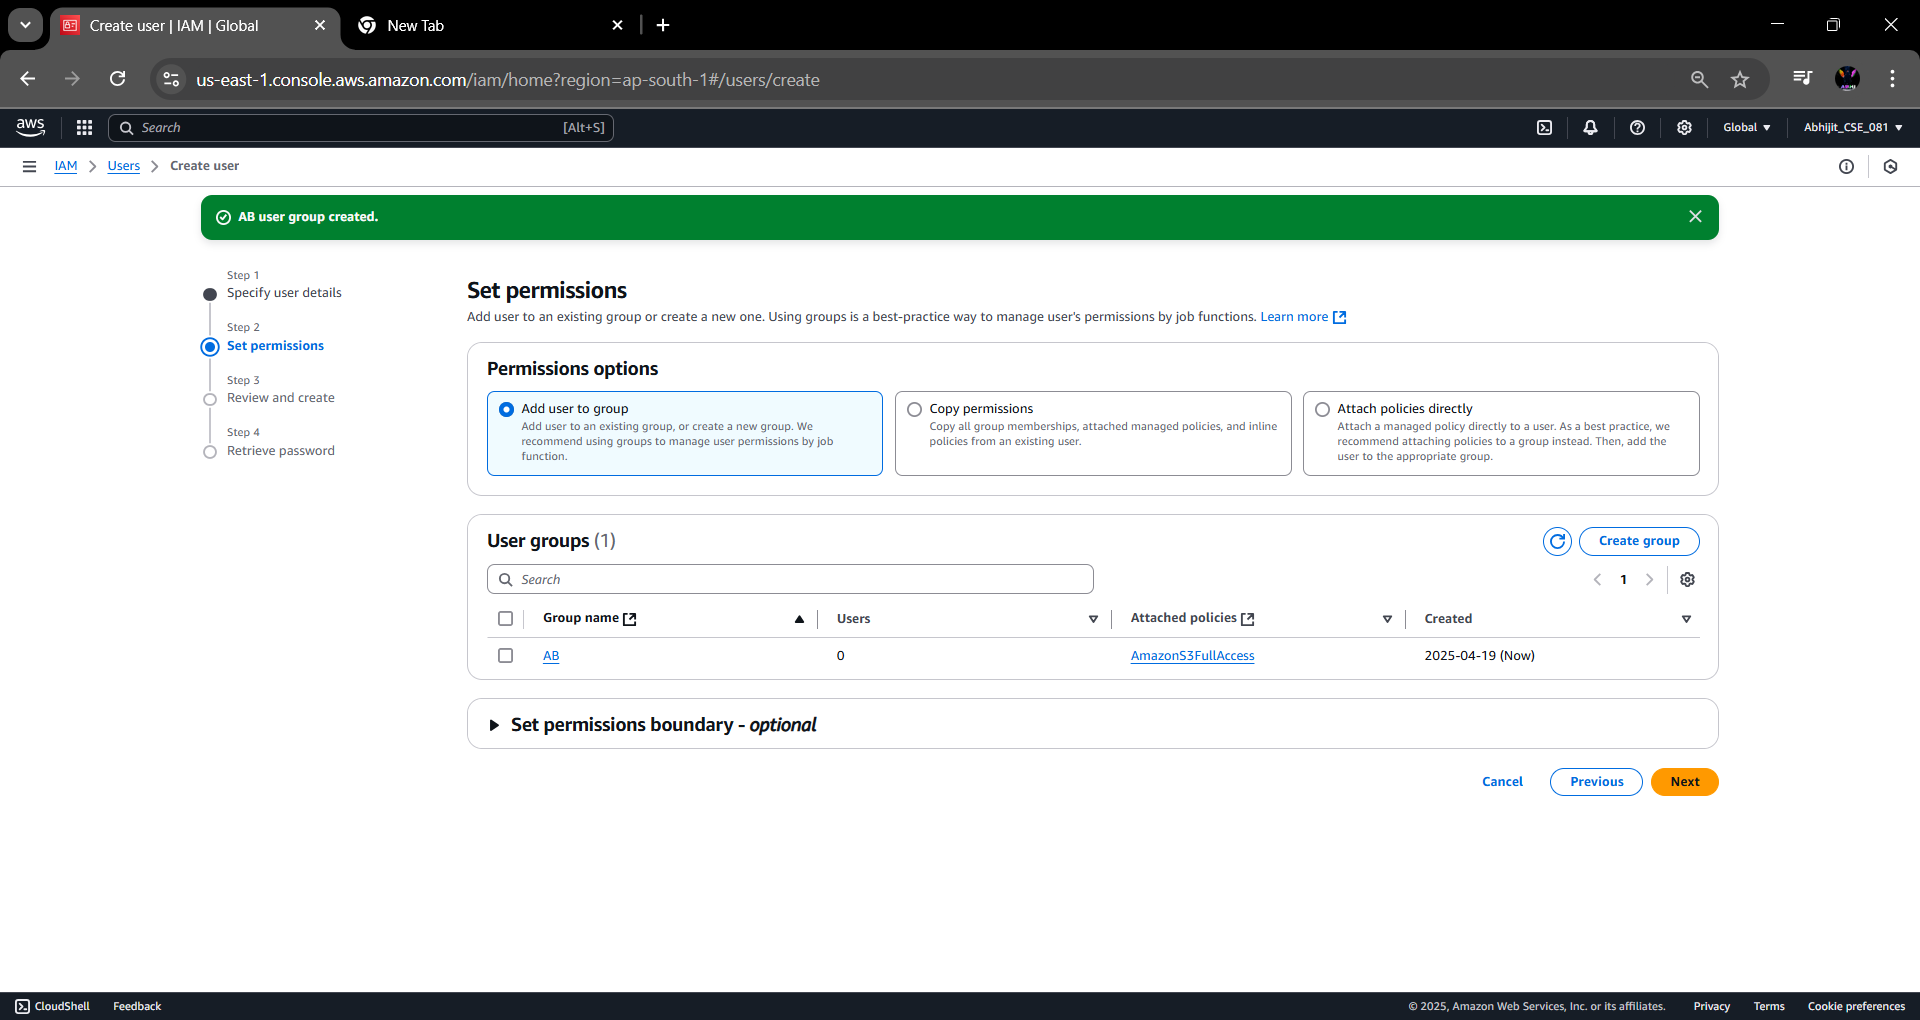 Create user | IAM | Global
New Tab
us-east-1.console.aws.amazon.com/iam/home?region=ap-south-1#/users/create
aws
Search
[Alt+S]
Global
Abhijit_CSE_081
IAM
Users
Create user
AB user group created.
Step 1
Specify user details
Step 2
Set permissions
Step 3
Review and create
Step 4
Retrieve password
Set permissions
Add user to an existing group or create a new one. Using groups is a best-practice way to manage user's permissions by job functions. Learn more
Permissions options
Add user to group
Add user to an existing group, or create a new group. We
recommend using groups to manage user permissions by job
function.
Copy permissions
Copy all group memberships, attached managed policies, and inline
policies from an existing user.
Attach policies directly
Attach a managed policy directly to a user. As a best practice, we
recommend attaching policies to a group instead. Then, add the
user to the appropriate group.
User groups (1)
Create group
Search
1
Group name
Users
Attached policies
Created
AB
0
AmazonS3FullAccess
2025-04-19 (Now)
Set permissions boundary - optional
Cancel
Previous
Next
CloudShell
Feedback
© 2025, Amazon Web Services, Inc. or its affiliates.
Privacy
Terms
Cookie preferences